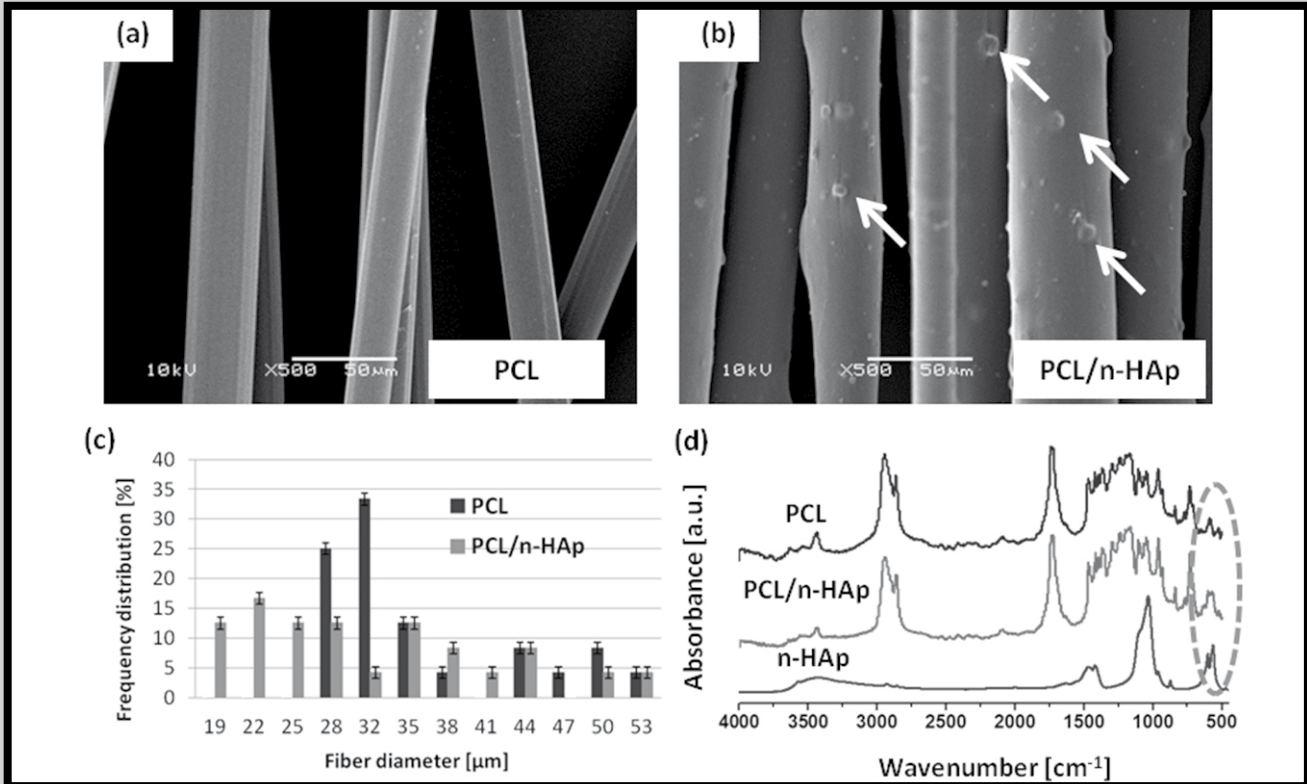 (a)
10kV X500 50µm
PCL
(b)
10kV X500 50µm
PCL/n-HAp
(c)
Frequency distribution [%]
40
35
30
25
20
15
10
5
0
PCL
PCL/n-HAp
19 22 25 28 32 35 38 41 44 47 50 53
Fiber diameter [µm]
(d)
Absorbance [a.u.]
PCL
PCL/n-HAp
n-HAp
4000 3500 3000 2500 2000 1500 1000 500
Wavenumber [cm⁻¹]